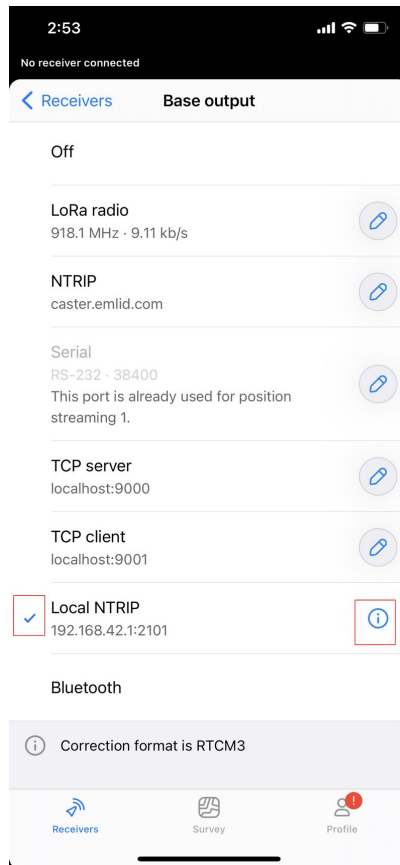 2:53
No receiver connected
Receivers
Base output
Off
LoRa radio
918.1 MHz · 9.11 kb/s
NTRIP
caster.emlid.com
Serial
RS-232 · 38400
This port is already used for position
streaming 1.
TCP server
localhost:9000
TCP client
localhost:9001
Local NTRIP
192.168.42.1:2101
Bluetooth
Correction format is RTCM3
Receivers
Survey
Profile